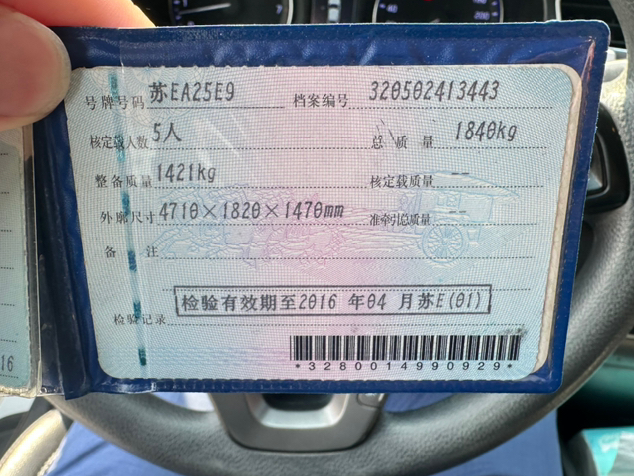 号牌号码 苏EA25E9 档案编号 320502413443
核定载人数 5人 总质量 1840kg
整备质量 1421kg 核定载质量 --
外廓尺寸 4710×1820×1470mm 准牵引总质量 --
备注
检验有效期至2016 年04 月苏E(01)
检验记录
*3280014990929*
16